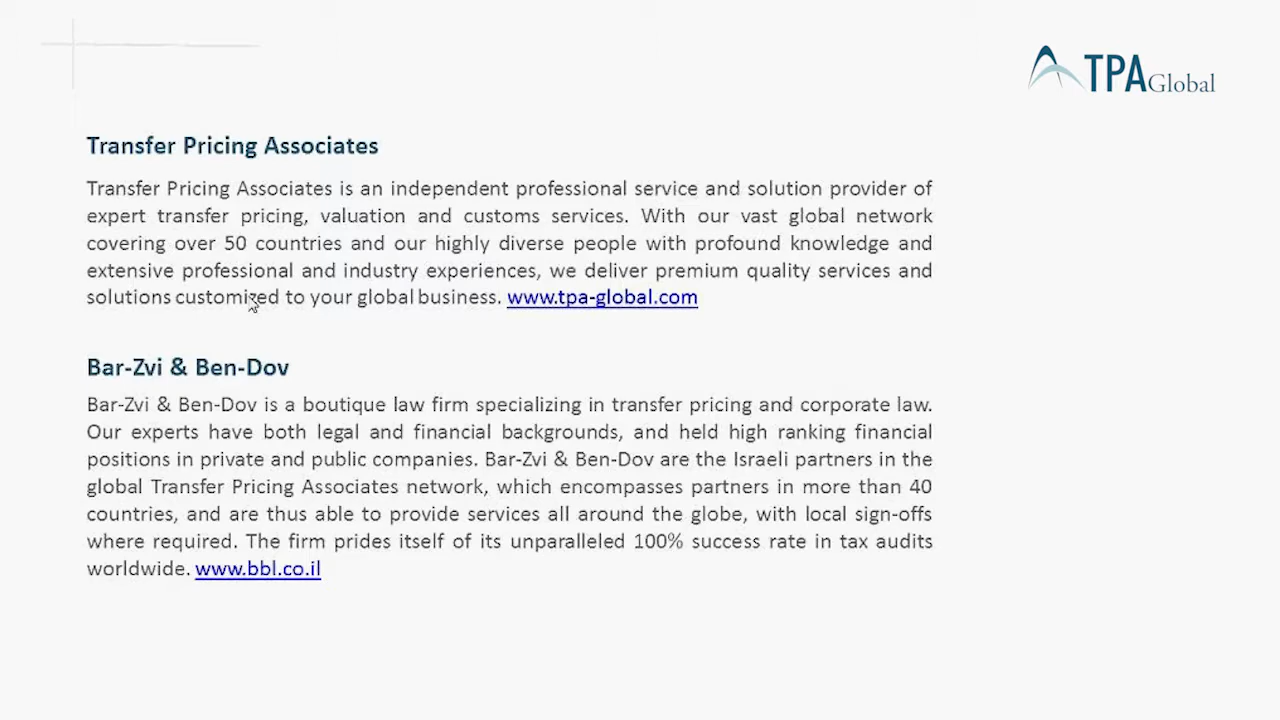 TPA Global
Transfer Pricing Associates
Transfer Pricing Associates is an independent professional service and solution provider of
expert transfer pricing, valuation and customs services. With our vast global network
covering over 50 countries and our highly diverse people with profound knowledge and
extensive professional and industry experiences, we deliver premium quality services and
solutions customized to your global business. www.tpa-global.com
Bar-Zvi & Ben-Dov
Bar-Zvi & Ben-Dov is a boutique law firm specializing in transfer pricing and corporate law.
Our experts have both legal and financial backgrounds, and held high ranking financial
positions in private and public companies. Bar-Zvi & Ben-Dov are the Israeli partners in the
global Transfer Pricing Associates network, which encompasses partners in more than 40
countries, and are thus able to provide services all around the globe, with local sign-offs
where required. The firm prides itself of its unparalleled 100% success rate in tax audits
worldwide. www.bbl.co.il